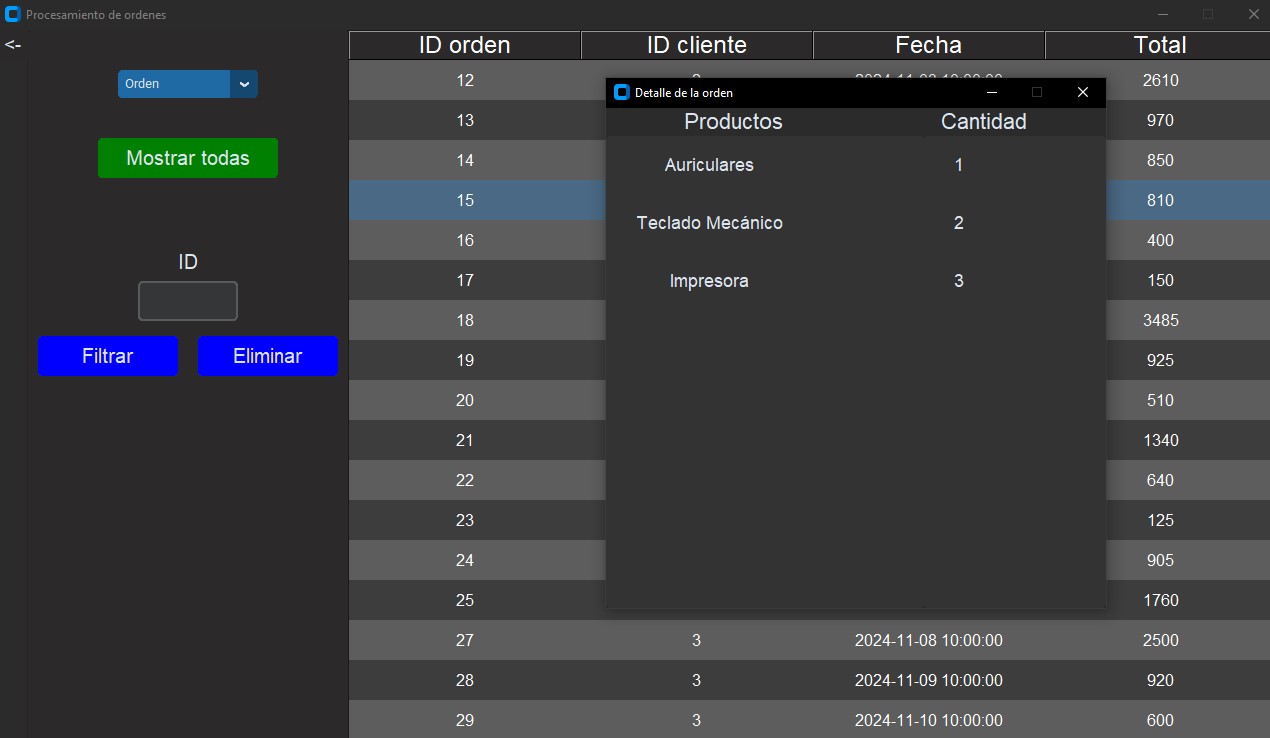 Procesamiento de ordenes
<-
Orden
Mostrar todas
ID
Filtrar Eliminar
ID orden ID cliente Fecha Total
12 2610
13 970
14 850
15 810
16 400
17 150
18 3485
19 925
20 510
21 1340
22 640
23 125
24 905
25 1760
27 3 2024-11-08 10:00:00 2500
28 3 2024-11-09 10:00:00 920
29 3 2024-11-10 10:00:00 600
Detalle de la orden
Productos Cantidad
Auriculares 1
Teclado Mecánico 2
Impresora 3